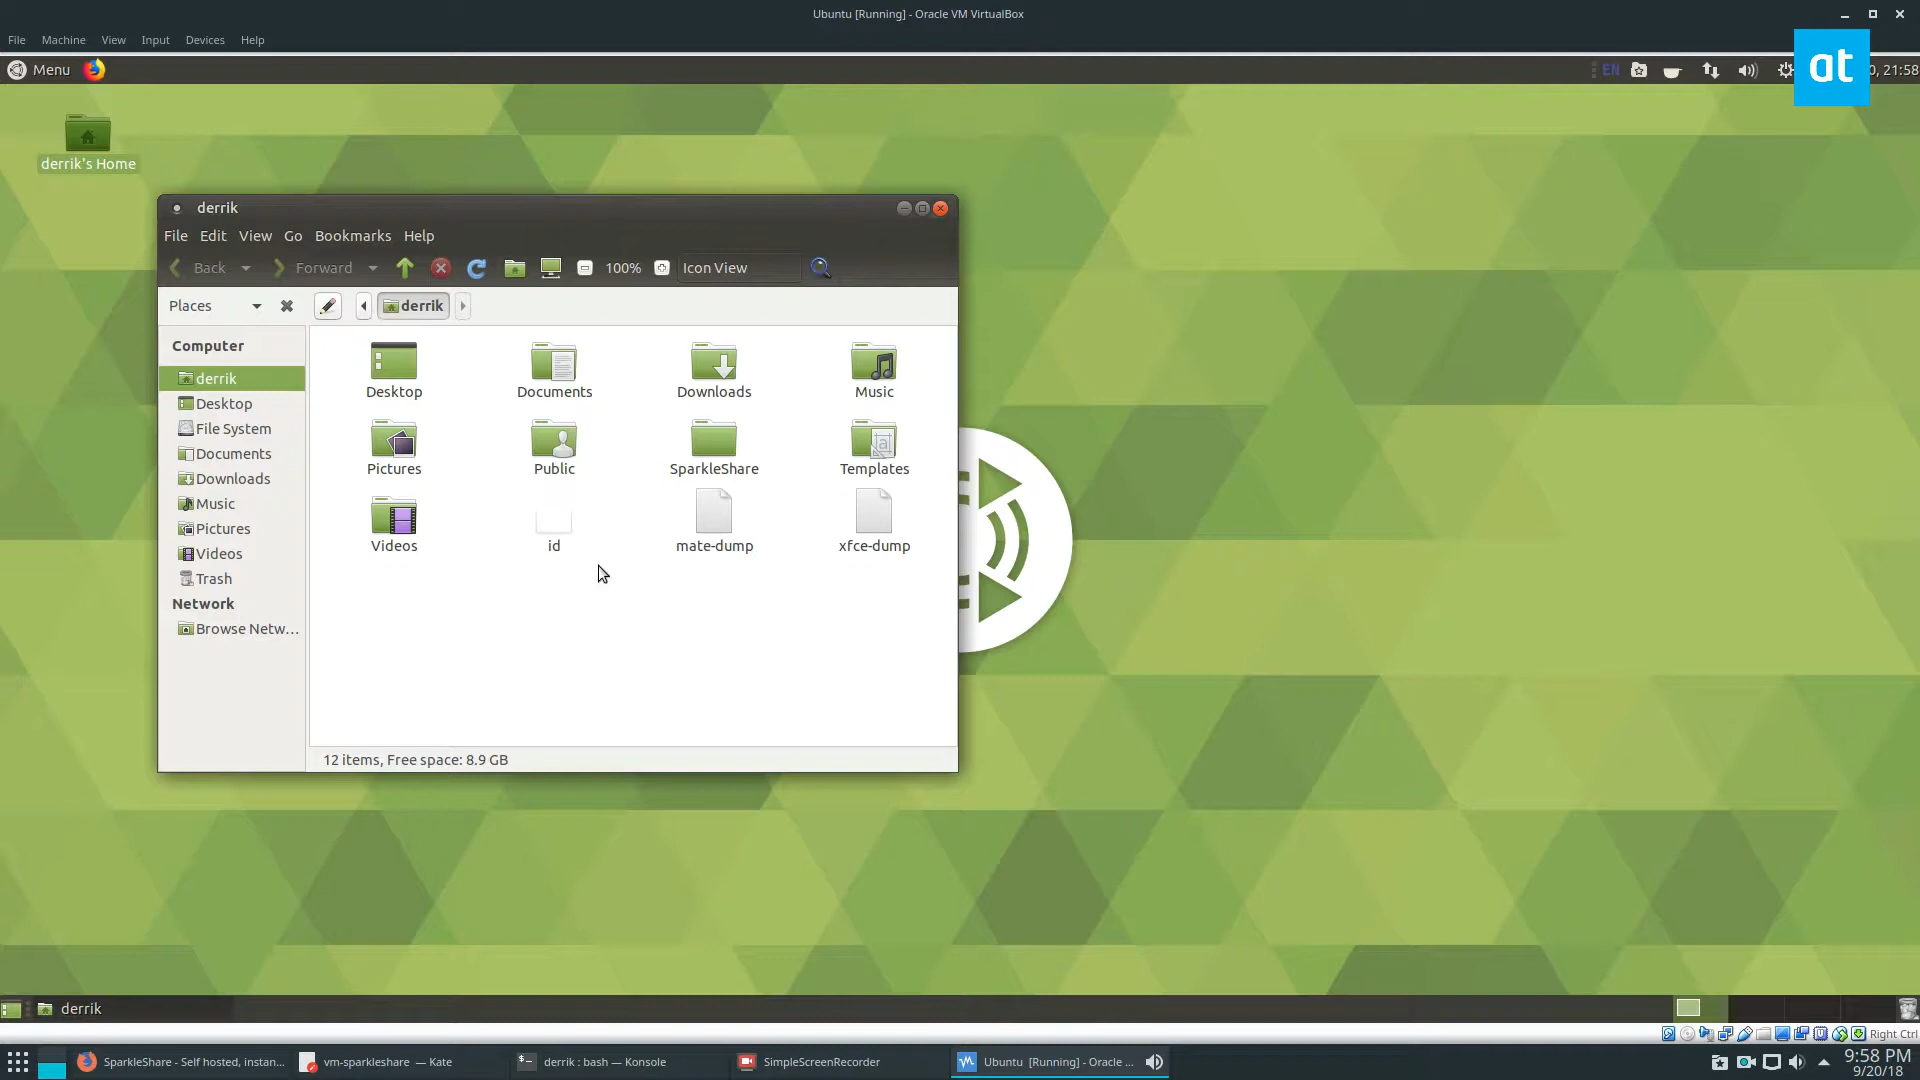 Ubuntu [Running] - Oracle VM VirtualBox
File Machine View Input Devices Help
Menu
EN
0, 21:58
at
derrik's Home
derrik
File Edit View Go Bookmarks Help
Back Forward 100% Icon View
Places derrik
Computer
derrik
Desktop
File System
Documents
Downloads
Music
Pictures
Videos
Trash
Network
Browse Netw...
Desktop Documents Downloads Music
Pictures Public SparkleShare Templates
Videos id mate-dump xfce-dump
12 items, Free space: 8.9 GB
derrik
Right Ctrl
SparkleShare - Self hosted, instan... vm-sparkleshare — Kate derrik : bash — Konsole SimpleScreenRecorder Ubuntu [Running] - Oracle ... 9:58 PM
9/20/18